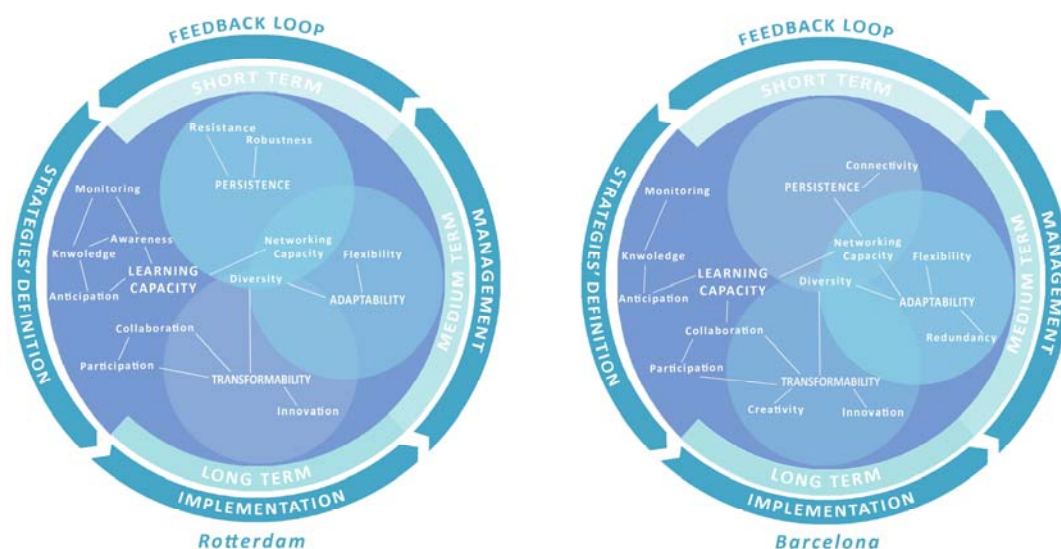 FEEDBACK LOOP
SHORT TERM
Resistance
Robustness
PERSISTENCE
Monitoring
Awareness
Knwoledge
LEARNING
CAPACITY
Anticipation
Networking
Capacity
Diversity
Flexibility
ADAPTABILITY
Collaboration
Participation
TRANSFORMABILITY
Innovation
STRATEGIES' DEFINITION
MEDIUM TERM
MANAGEMENT
LONG TERM
IMPLEMENTATION
Rotterdam
FEEDBACK LOOP
SHORT TERM
Connectivity
PERSISTENCE
Monitoring
Knwoledge
LEARNING
CAPACITY
Anticipation
Networking
Capacity
Diversity
Flexibility
ADAPTABILITY
Redundancy
Collaboration
Participation
TRANSFORMABILITY
Creativity
Innovation
STRATEGIES' DEFINITION
MEDIUM TERM
MANAGEMENT
LONG TERM
IMPLEMENTATION
Barcelona